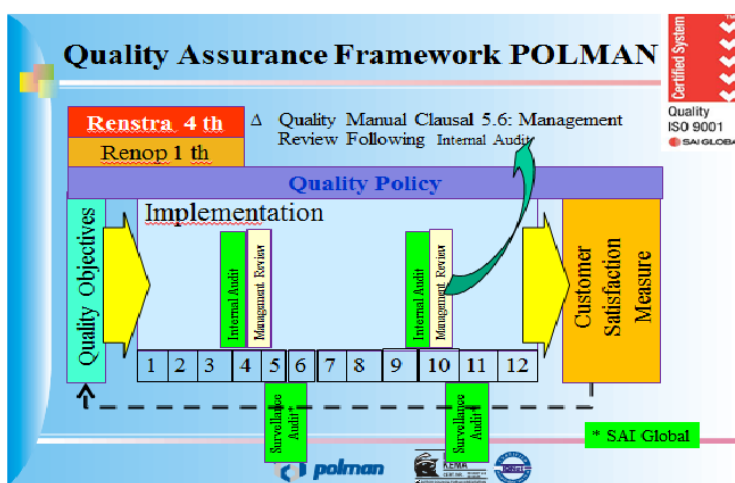 Quality Assurance Framework POLMAN
Certified System
TM
Quality
ISO 9001
SAI GLOBAL
Renstra 4 th
Renop 1 th
Δ Quality Manual Clausal 5.6: Management
Review Following Internal Audit
Quality Policy
Quality Objectives
Implementation
Internal Audit
Management Review
Internal Audit
Management Review
Customer
Satisfaction
Measure
1 2 3 4 5 6 7 8 9 10 11 12
Surveillance
Audit*
Surveillance
Audit*
* SAI Global
polman
KEMA